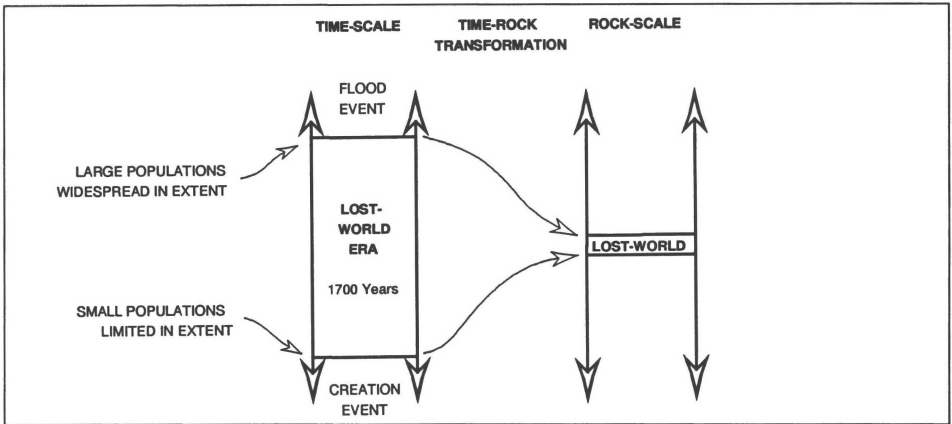 TIME-SCALE
TIME-ROCK
TRANSFORMATION
ROCK-SCALE
FLOOD
EVENT
LARGE POPULATIONS
WIDESPREAD IN EXTENT
LOST-
WORLD
ERA
1700 Years
LOST-WORLD
SMALL POPULATIONS
LIMITED IN EXTENT
CREATION
EVENT